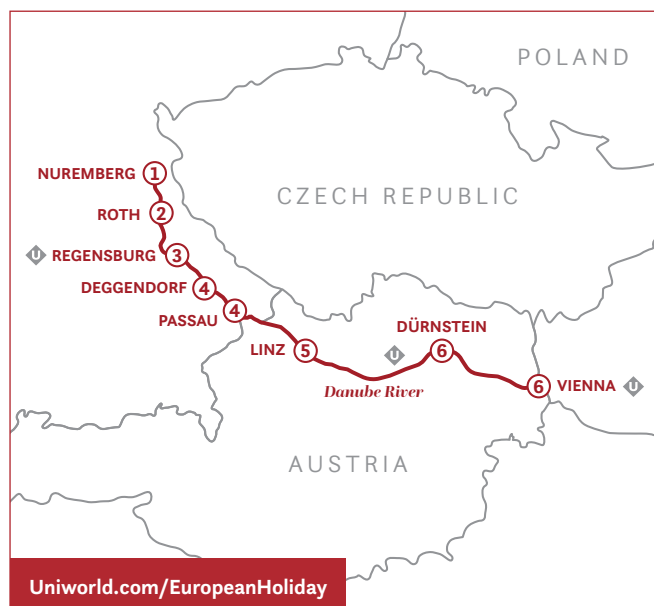 POLAND
NUREMBERG 1
CZECH REPUBLIC
ROTH 2
U REGENSBURG 3
DEGGENDORF 4
PASSAU 4
DÜRNSTEIN
LINZ 5
U
6
Danube River
6 VIENNA U
AUSTRIA
Uniworld.com/EuropeanHoliday